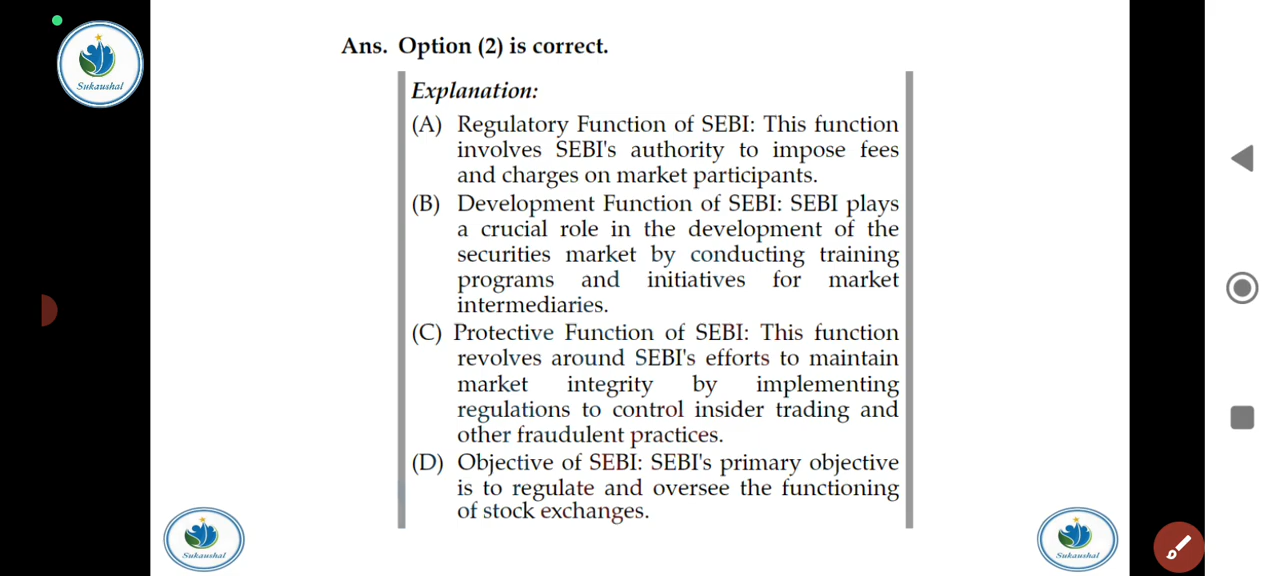 Sukaushal
Ans. Option (2) is correct.
Explanation:
(A) Regulatory Function of SEBI: This function
involves SEBI's authority to impose fees
and charges on market participants.
(B) Development Function of SEBI: SEBI plays
a crucial role in the development of the
securities market by conducting training
programs and initiatives for market
intermediaries.
(C) Protective Function of SEBI: This function
revolves around SEBI's efforts to maintain
market integrity by implementing
regulations to control insider trading and
other fraudulent practices.
(D) Objective of SEBI: SEBI's primary objective
is to regulate and oversee the functioning
of stock exchanges.
Sukaushal
Sukaushal